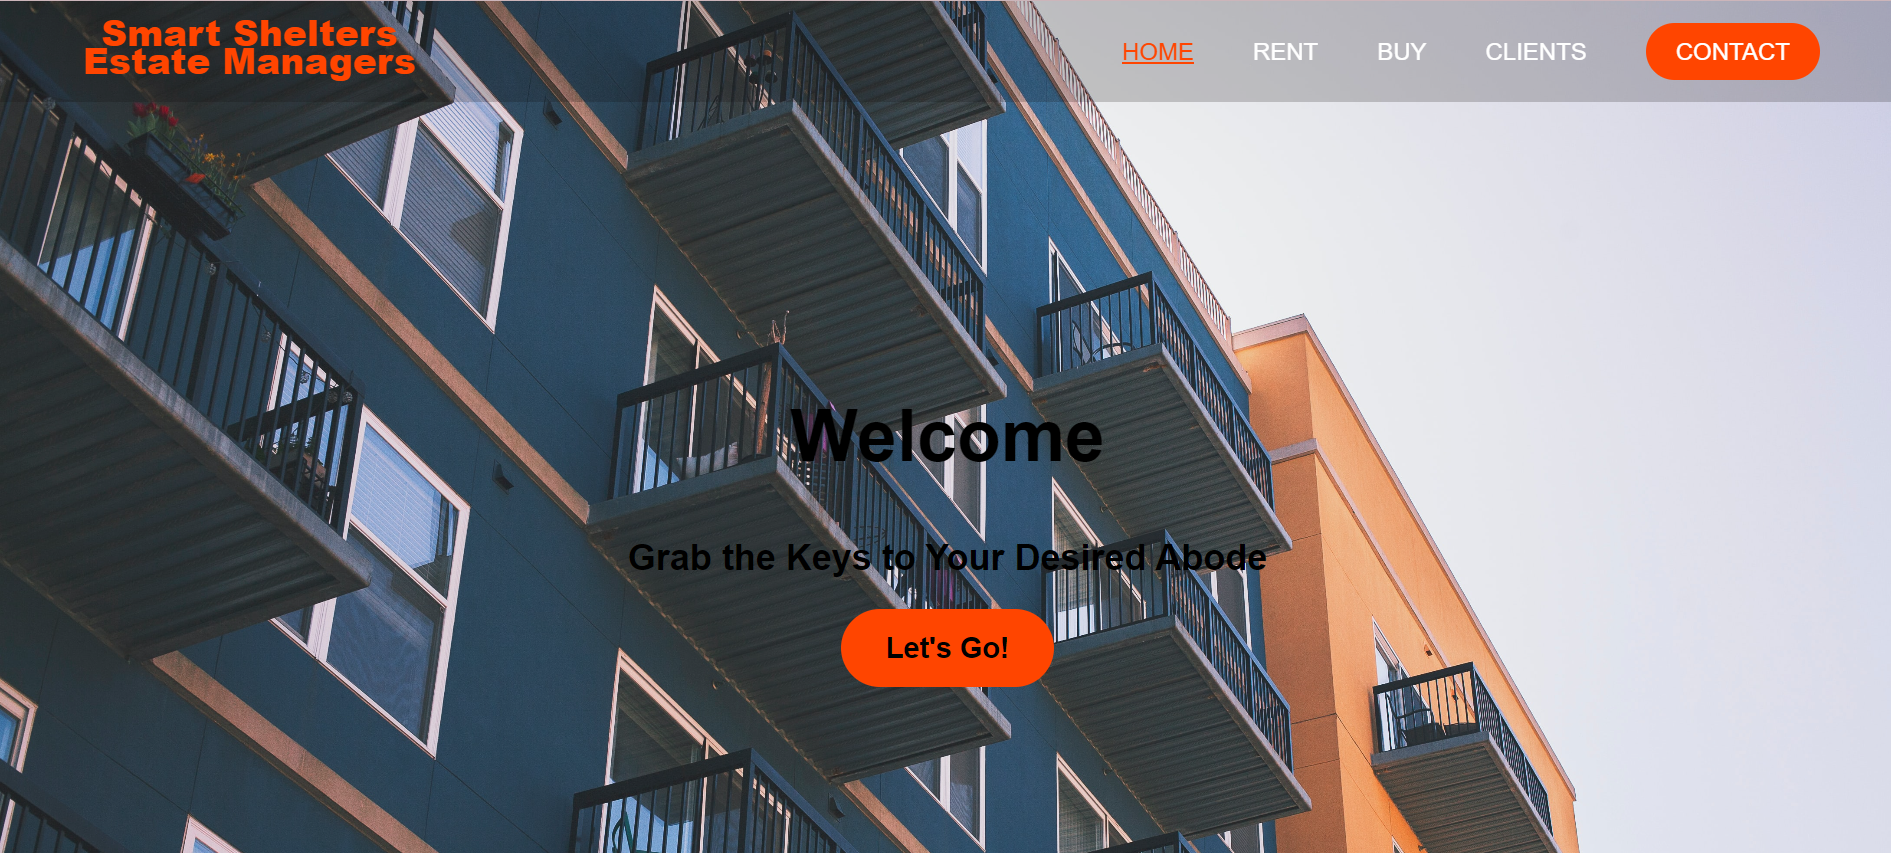 Smart Shelters
Estate Managers
HOME RENT BUY CLIENTS CONTACT
Welcome
Grab the Keys to Your Desired Abode
Let's Go!